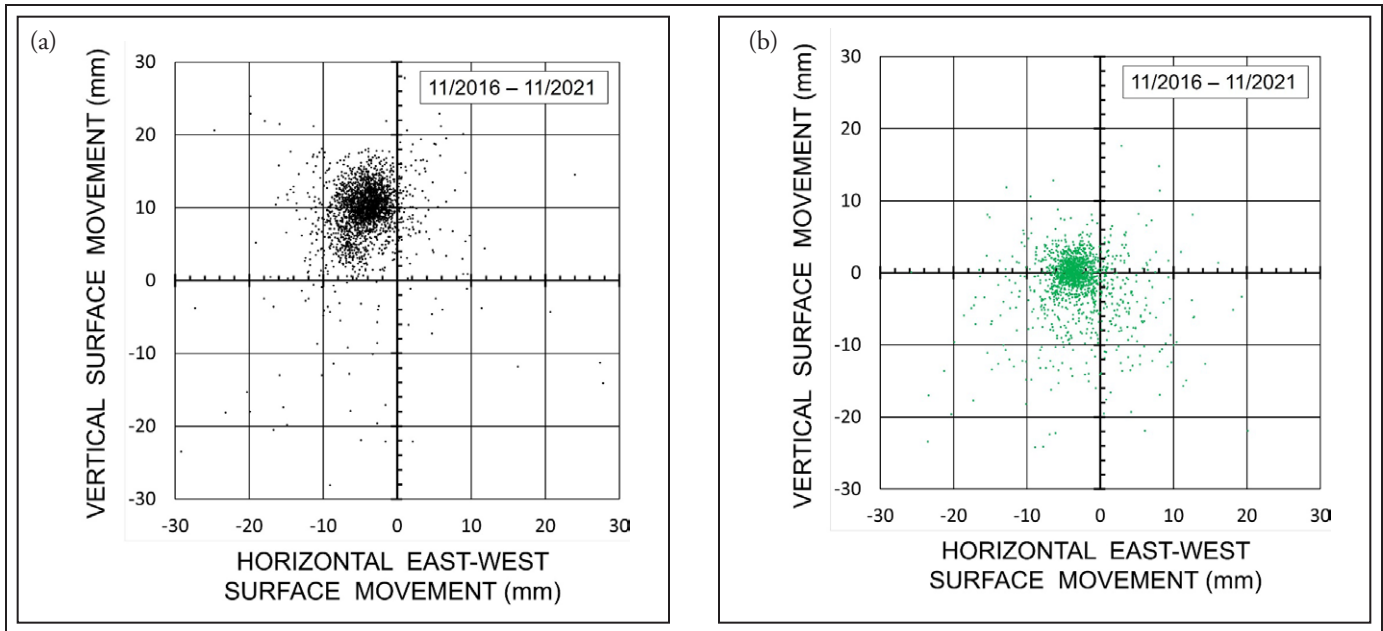 (a)
VERTICAL SURFACE MOVEMENT (mm)
11/2016 – 11/2021
30
20
10
0
-10
-20
-30
-30 -20 -10 0 10 20 30
HORIZONTAL EAST-WEST
SURFACE MOVEMENT (mm)
(b)
VERTICAL SURFACE MOVEMENT (mm)
11/2016 – 11/2021
30
20
10
0
-10
-20
-30
-30 -20 -10 0 10 20 30
HORIZONTAL EAST-WEST
SURFACE MOVEMENT (mm)